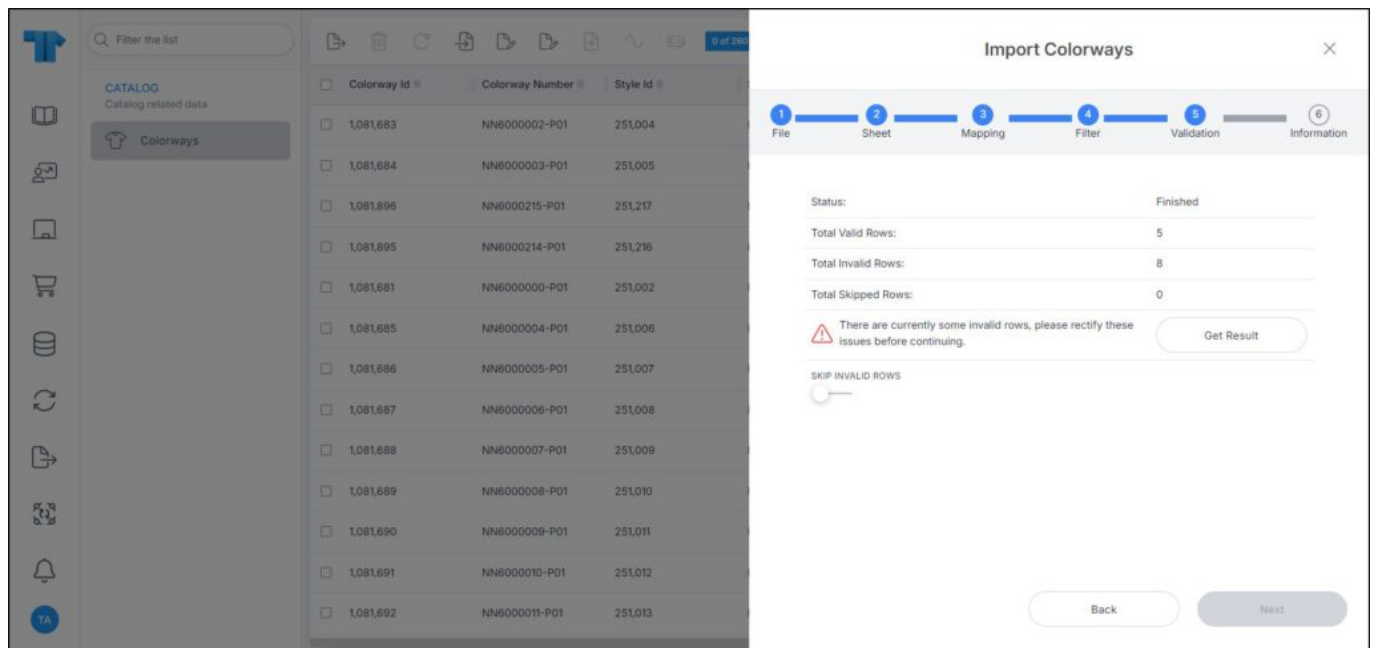 Filter the list
CATALOG
Catalog related data
Colorways
TA
0 of 260
Colorway Id Colorway Number Style Id
1,081,683 NN6000002-P01 251,004
1,081,684 NN6000003-P01 251,005
1,081,896 NN6000215-P01 251,217
1,081,895 NN6000214-P01 251,216
1,081,681 NN6000000-P01 251,002
1,081,685 NN6000004-P01 251,006
1,081,686 NN6000005-P01 251,007
1,081,687 NN6000006-P01 251,008
1,081,688 NN6000007-P01 251,009
1,081,689 NN6000008-P01 251,010
1,081,690 NN6000009-P01 251,011
1,081,691 NN6000010-P01 251,012
1,081,692 NN6000011-P01 251,013
Import Colorways
1 2 3 4 5 6
File Sheet Mapping Filter Validation Information
Status: Finished
Total Valid Rows: 5
Total Invalid Rows: 8
Total Skipped Rows: 0
There are currently some invalid rows, please rectify these
issues before continuing.
Get Result
SKIP INVALID ROWS
Back Next